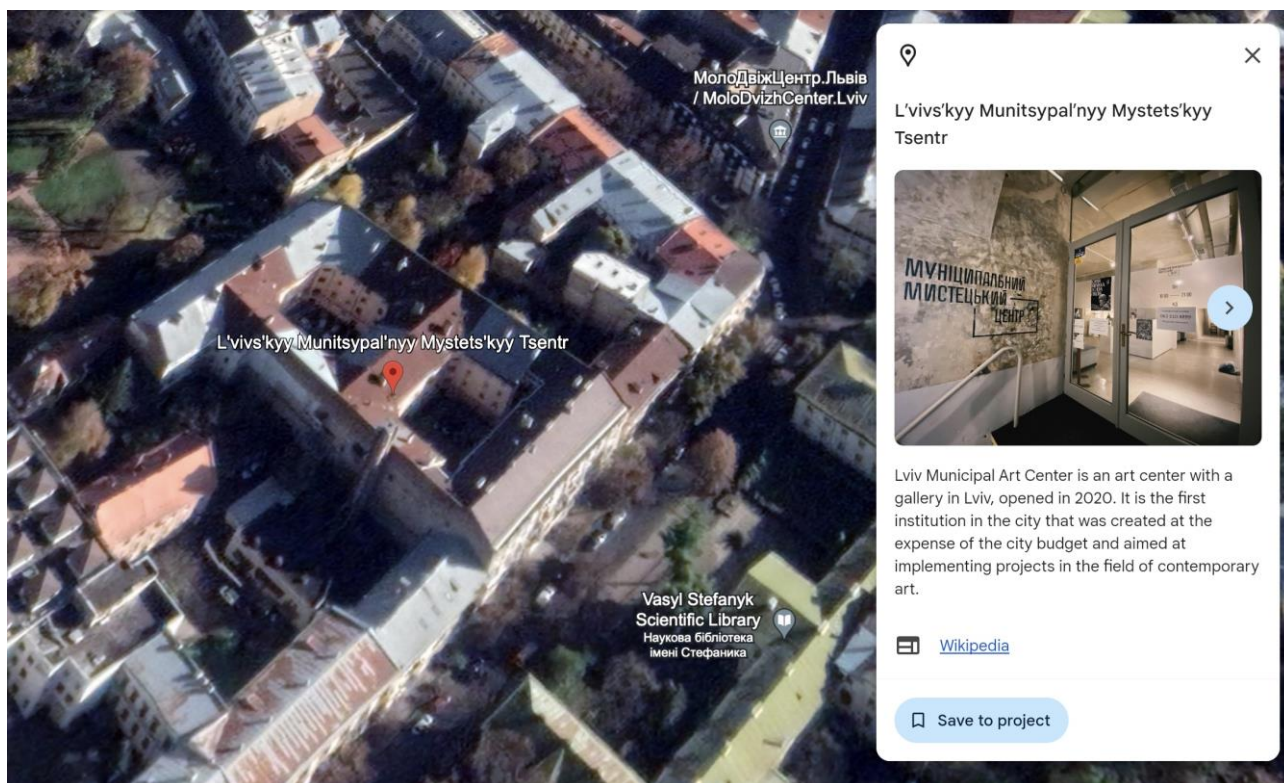 МолоДвіжЦентр.Львів
/ MoloDvizhCenter.Lviv
L'vivs'kyy Munitsypal'nyy Mystets'kyy Tsentr
Vasyl Stefanyk
Scientific Library
Наукова бібліотека
імені Стефаника
L'vivs'kyy Munitsypal'nyy Mystets'kyy
Tsentr
МУНІЦИПАЛЬНИЙ
МИСТЕЦЬКИЙ
ЦЕНТР
Lviv Municipal Art Center is an art center with a
gallery in Lviv, opened in 2020. It is the first
institution in the city that was created at the
expense of the city budget and aimed at
implementing projects in the field of contemporary
art.
Wikipedia
Save to project